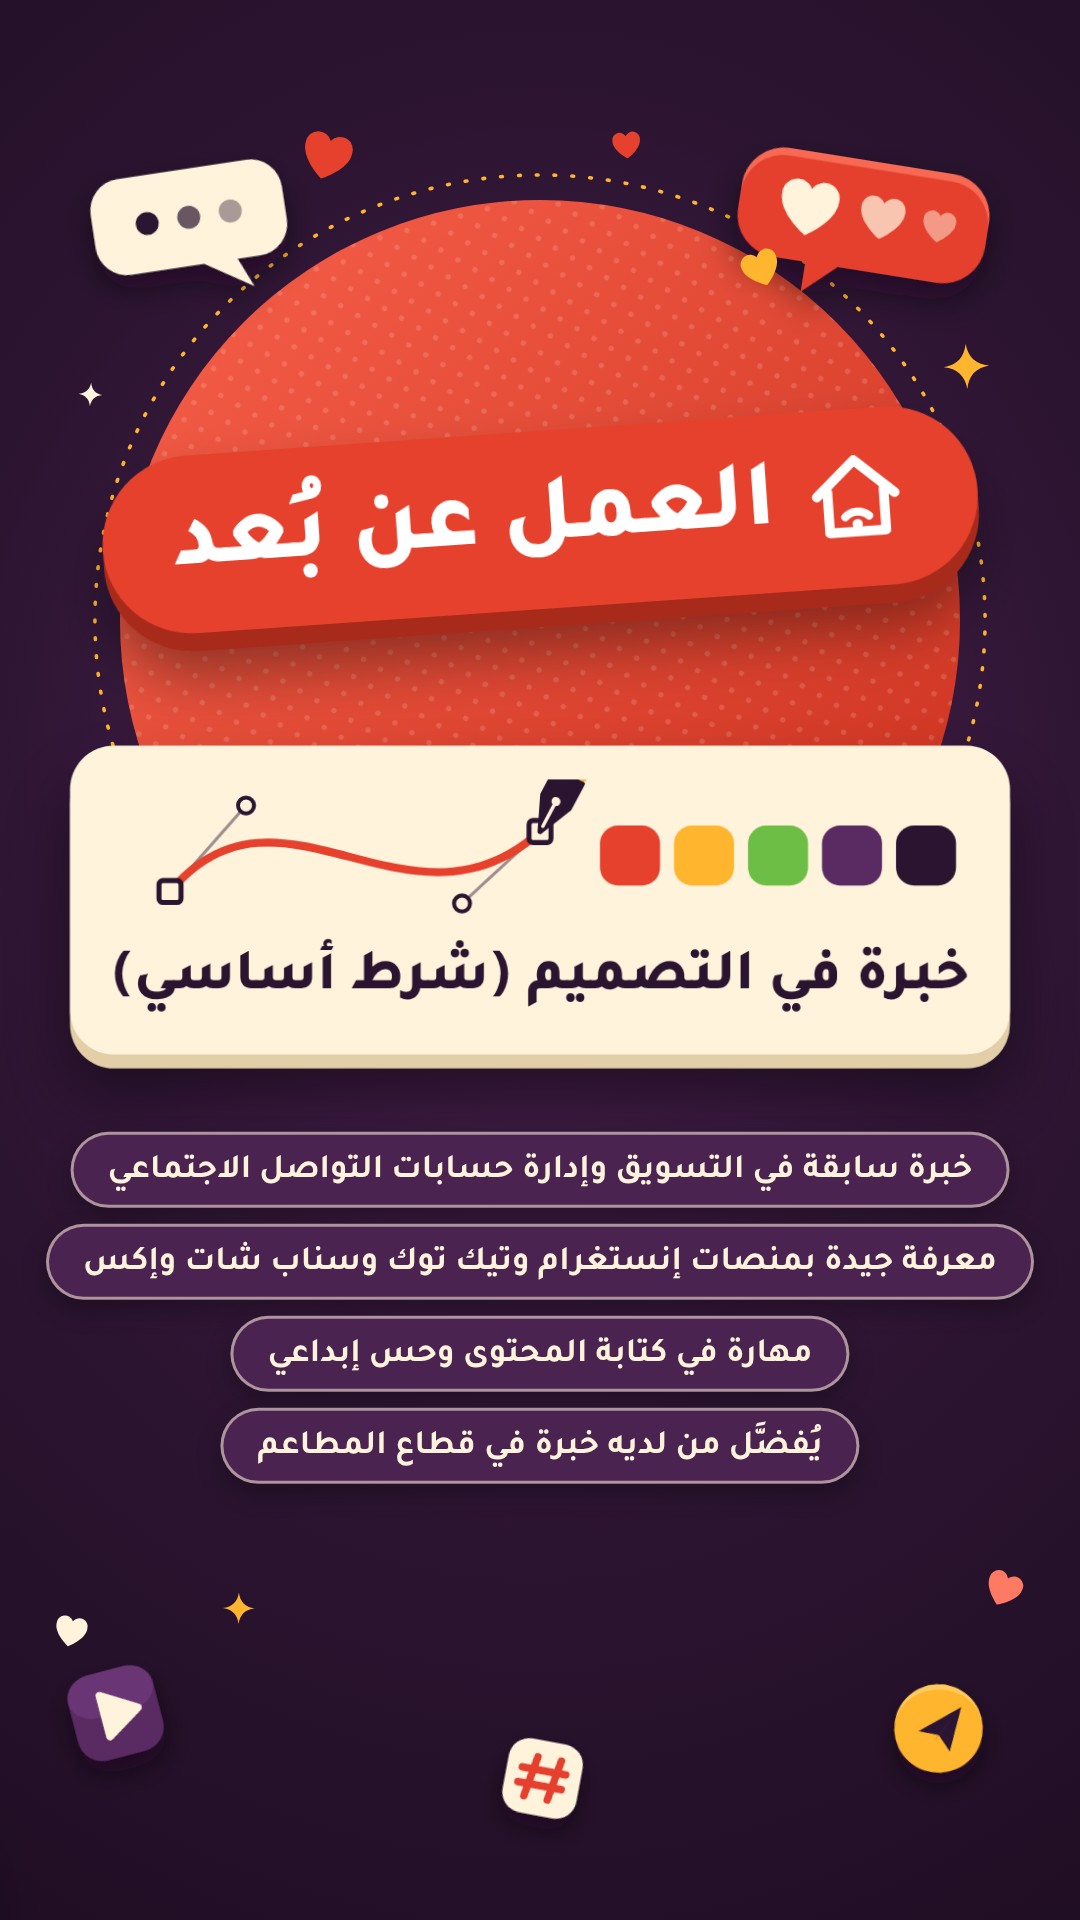 العمل عن بُعد
خبرة في التصميم (شرط أساسي)
خبرة سابقة في التسويق وإدارة حسابات التواصل الاجتماعي
معرفة جيدة بمنصات إنستغرام وتيك توك وسناب شات وإكس
مهارة في كتابة المحتوى وحس إبداعي
يُفضَّل من لديه خبرة في قطاع المطاعم
#